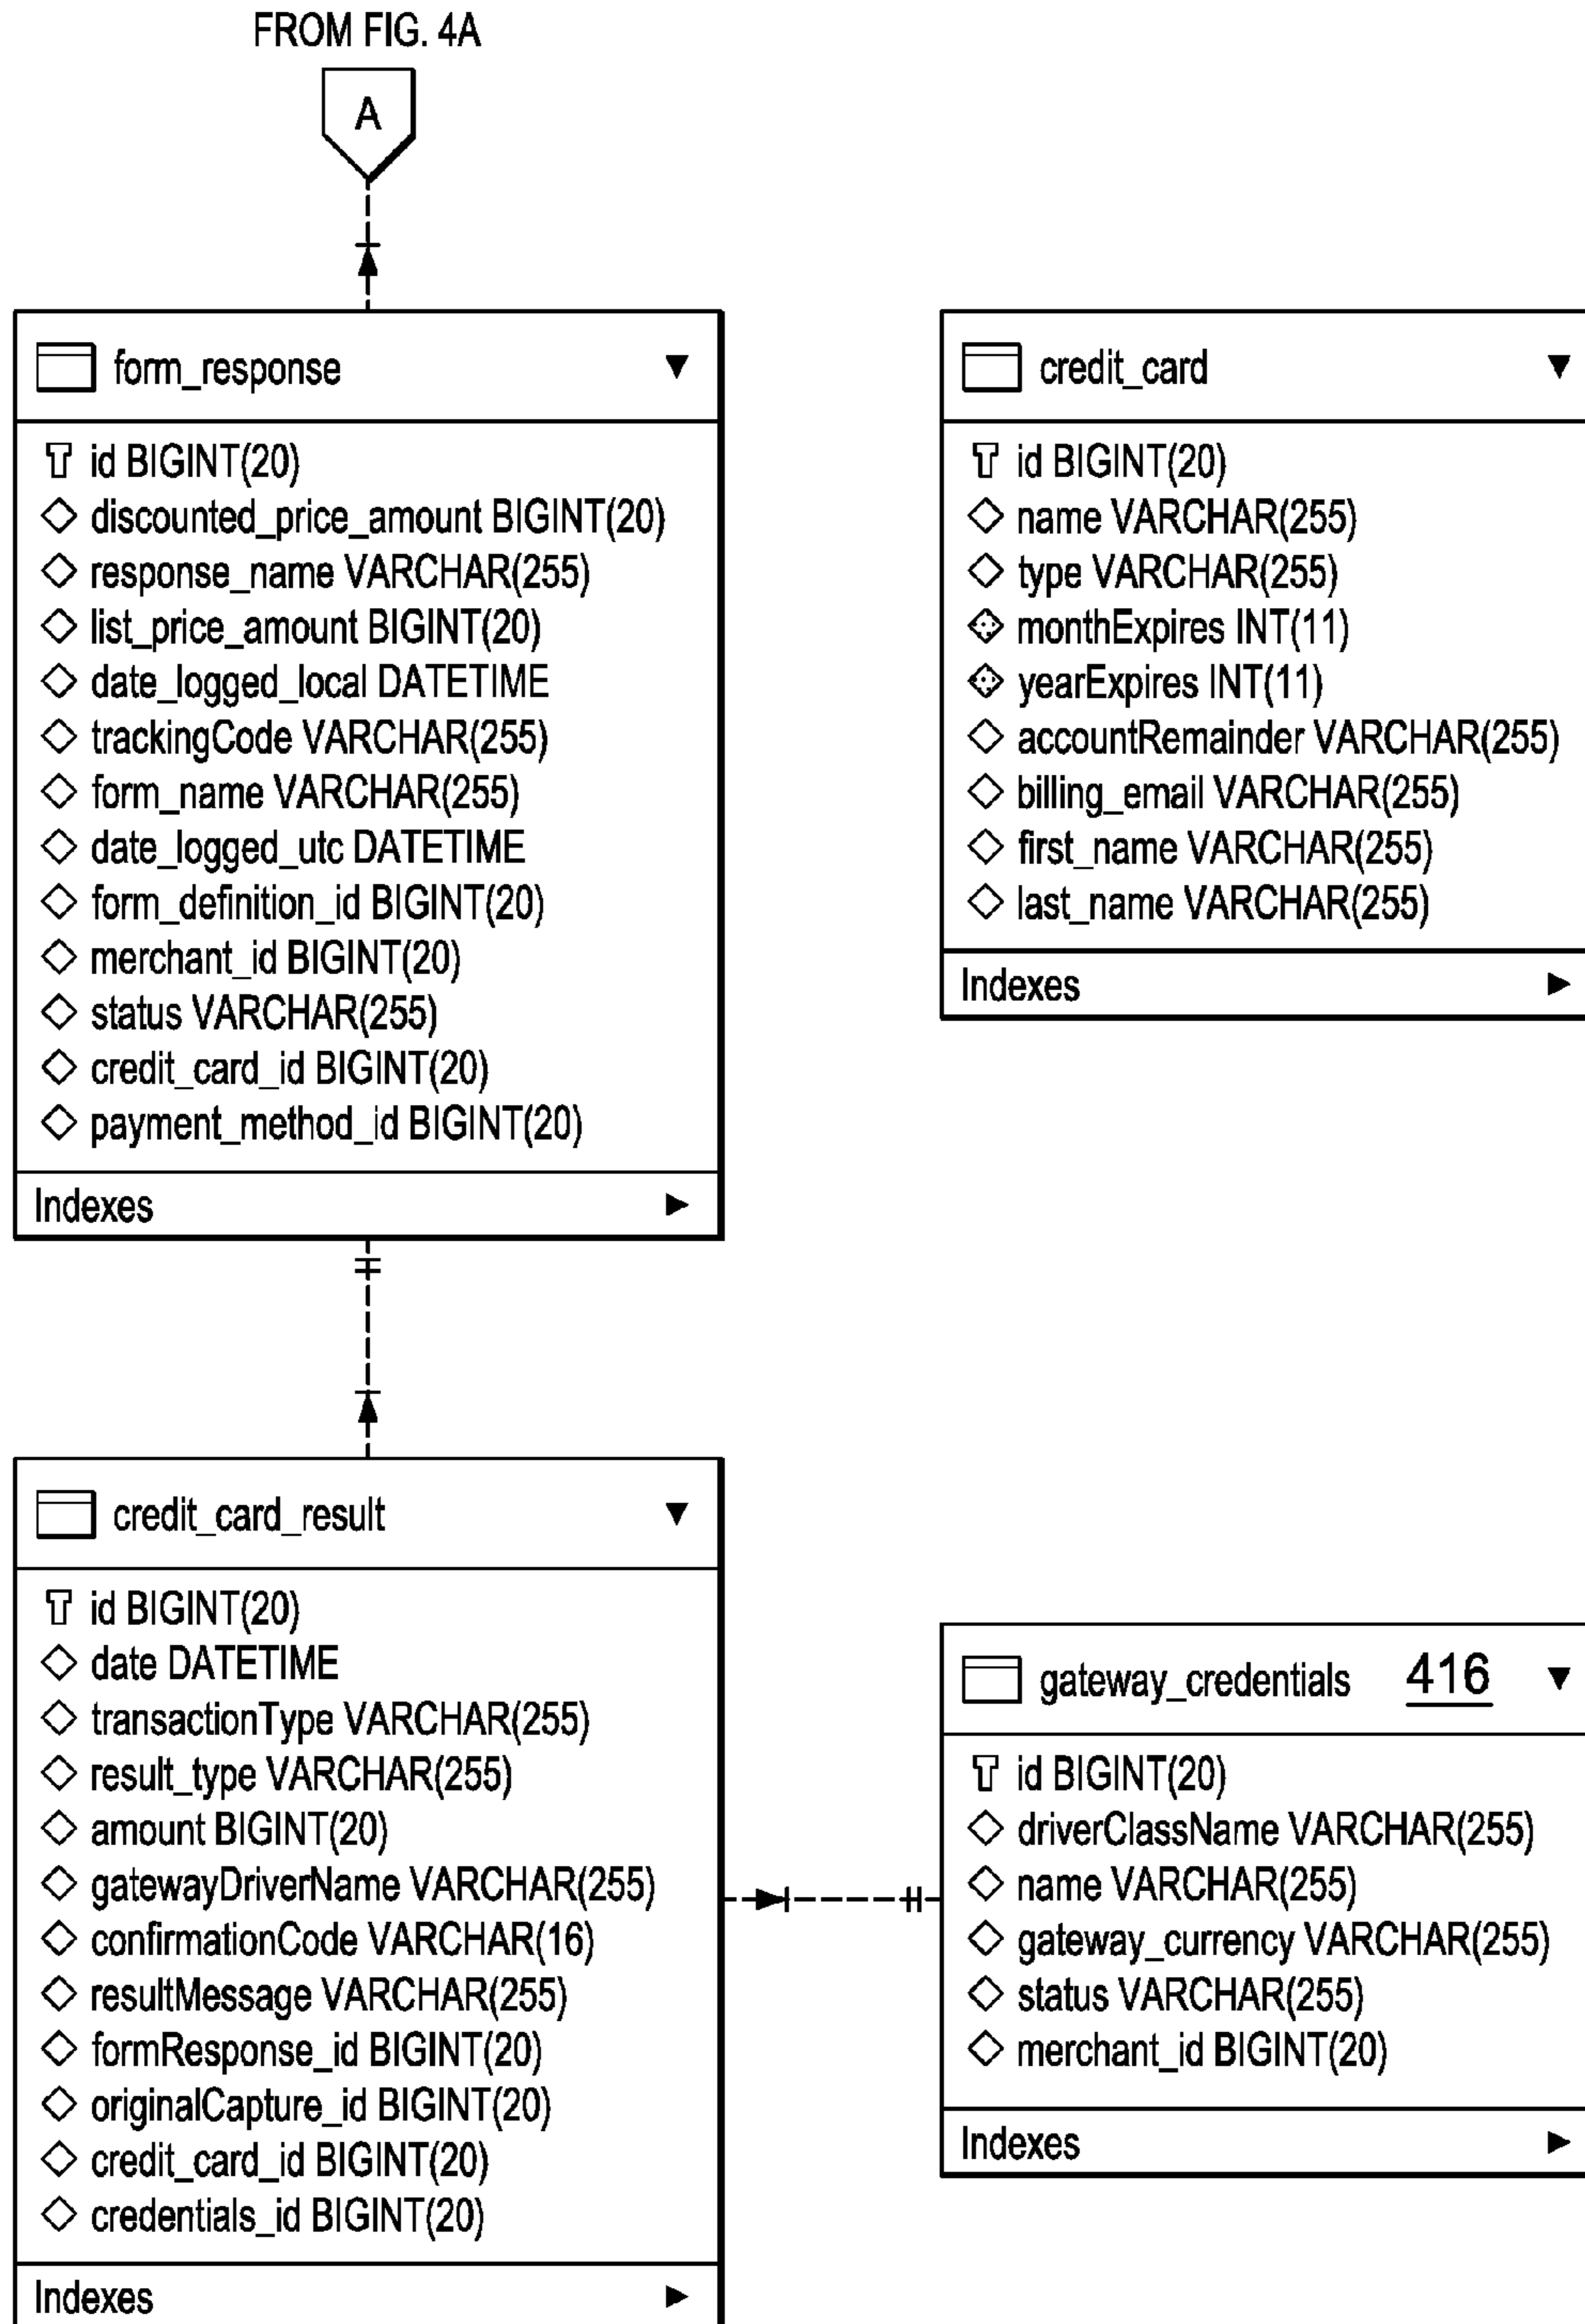 FROM FIG. 4A
A
form_response
id BIGINT(20)
discounted_price_amount BIGINT(20)
response_name VARCHAR(255)
list_price_amount BIGINT(20)
date_logged_local DATETIME
trackingCode VARCHAR(255)
form_name VARCHAR(255)
date_logged_utc DATETIME
form_definition_id BIGINT(20)
merchant_id BIGINT(20)
status VARCHAR(255)
credit_card_id BIGINT(20)
payment_method_id BIGINT(20)
Indexes
credit_card
id BIGINT(20)
name VARCHAR(255)
type VARCHAR(255)
monthExpires INT(11)
yearExpires INT(11)
accountRemainder VARCHAR(255)
billing_email VARCHAR(255)
first_name VARCHAR(255)
last_name VARCHAR(255)
Indexes
credit_card_result
id BIGINT(20)
date DATETIME
transactionType VARCHAR(255)
result_type VARCHAR(255)
amount BIGINT(20)
gatewayDriverName VARCHAR(255)
confirmationCode VARCHAR(16)
resultMessage VARCHAR(255)
formResponse_id BIGINT(20)
originalCapture_id BIGINT(20)
credit_card_id BIGINT(20)
credentials_id BIGINT(20)
Indexes
gateway_credentials 416
id BIGINT(20)
driverClassName VARCHAR(255)
name VARCHAR(255)
gateway_currency VARCHAR(255)
status VARCHAR(255)
merchant_id BIGINT(20)
Indexes